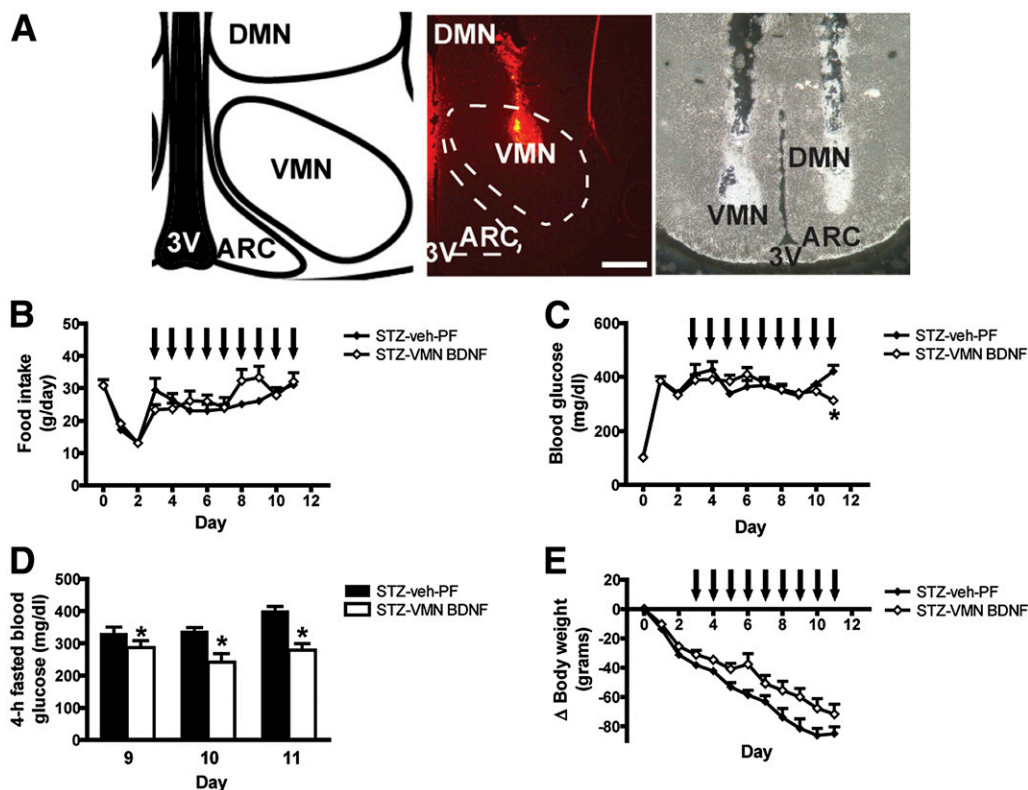 A
DMN
VMN
3V
ARC
DMN
VMN
ARC
3V
DMN
VMN
ARC
3V
B
Food intake
(g/day)
50
40
30
20
10
0
0 2 4 6 8 10 12
Day
STZ-veh-PF
STZ-VMN BDNF
C
Blood glucose
(mg/dl)
600
400
200
0
0 2 4 6 8 10 12
Day
STZ-veh-PF
STZ-VMN BDNF
*
D
4-h fasted blood
glucose (mg/dl)
500
400
300
200
100
0
* * *
9 10 11
Day
STZ-veh-PF
STZ-VMN BDNF
E
Δ Body weight
(grams)
20
0
-20
-40
-60
-80
0 2 4 6 8 10 12
Day
STZ-veh-PF
STZ-VMN BDNF